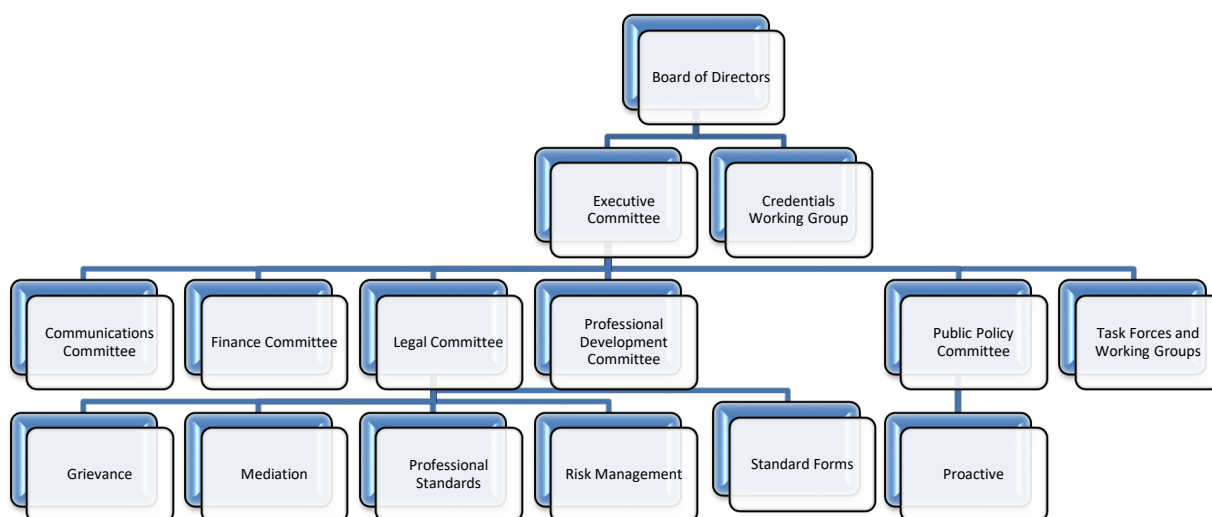 Board of Directors
Executive
Committee
Credentials
Working Group
Communications
Committee
Finance Committee
Legal Committee
Professional
Development
Committee
Public Policy
Committee
Task Forces and
Working Groups
Grievance
Mediation
Professional
Standards
Risk Management
Standard Forms
Proactive